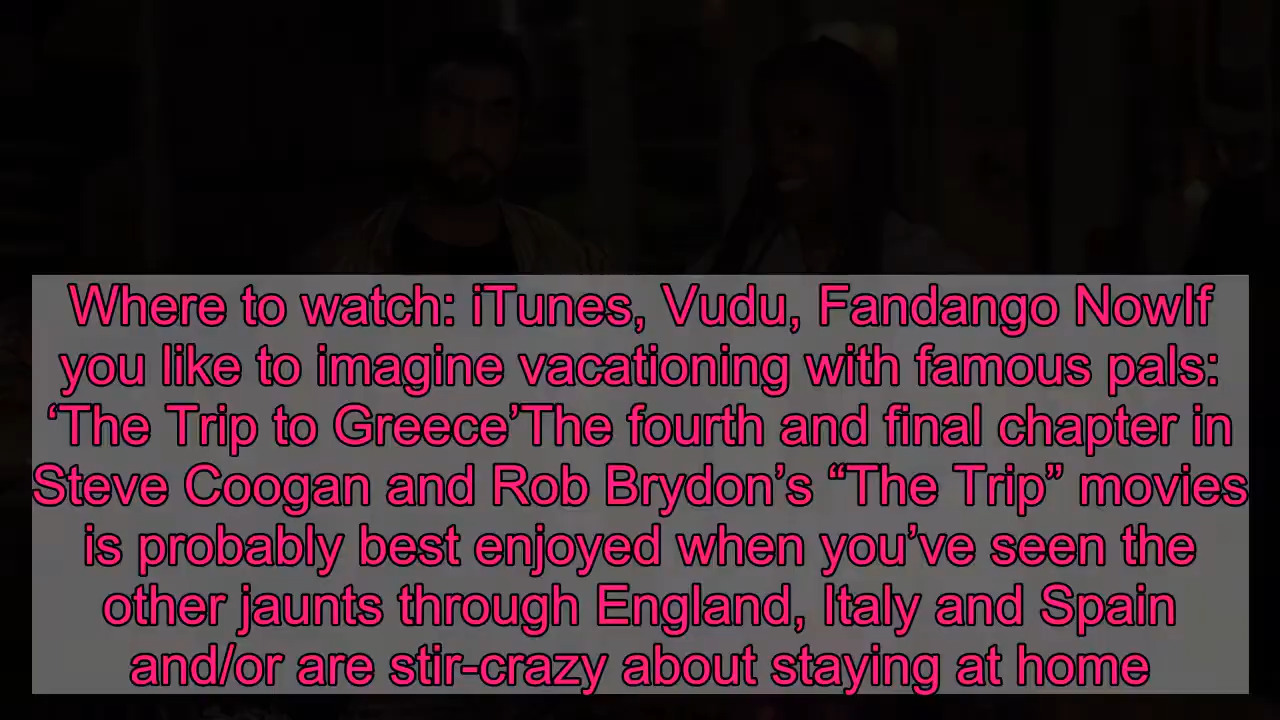 Where to watch: iTunes, Vudu, Fandango NowIf
you like to imagine vacationing with famous pals:
‘The Trip to Greece’The fourth and final chapter in
Steve Coogan and Rob Brydon’s “The Trip” movies
is probably best enjoyed when you’ve seen the
other jaunts through England, Italy and Spain
and/or are stir-crazy about staying at home